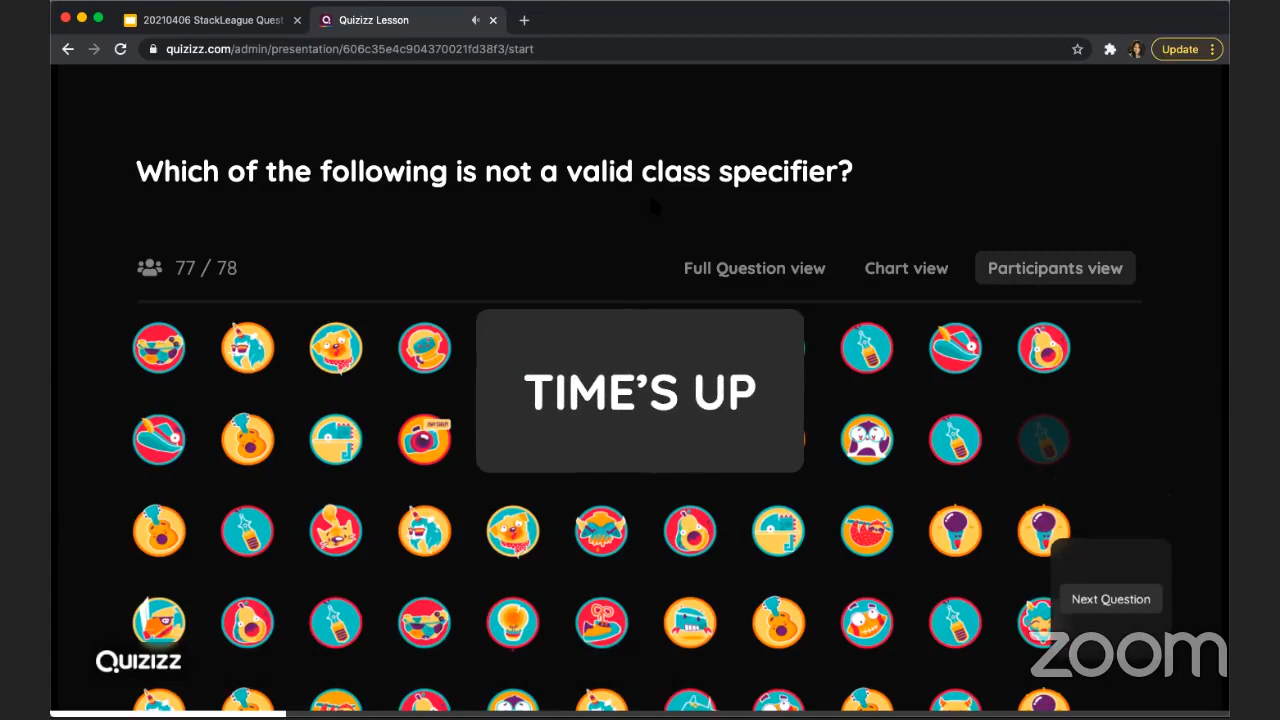 20210406 StackLeague Quest
Quizizz Lesson
quizizz.com/admin/presentation/606c35e4c904370021fd38f3/start
Update
Which of the following is not a valid class specifier?
77 / 78
Full Question view
Chart view
Participants view
TIME'S UP
Next Question
QUIZIZZ
zoom